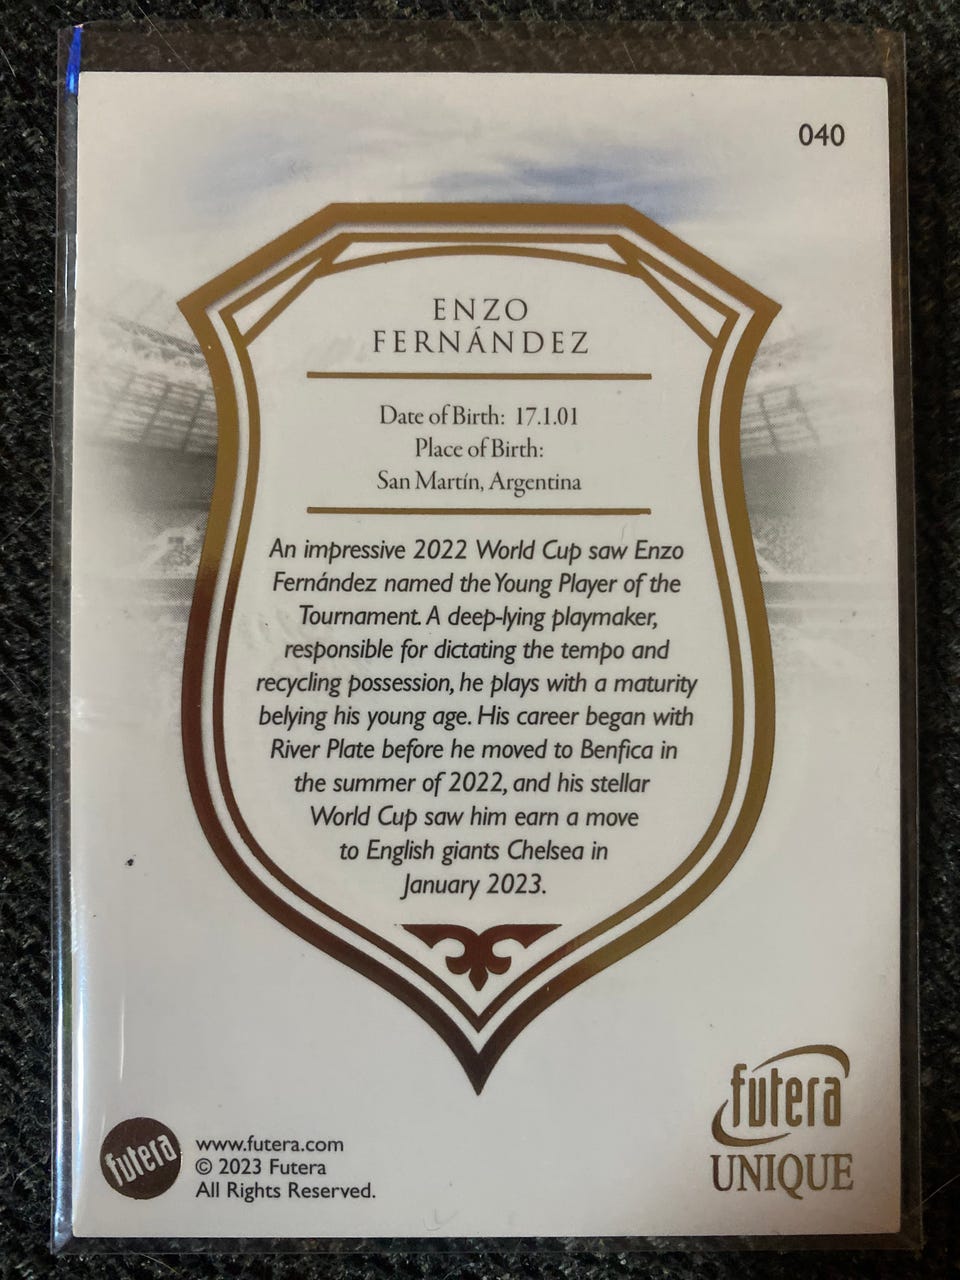 040
ENZO
FERNÁNDEZ
Date of Birth: 17.1.01
Place of Birth:
San Martín, Argentina
An impressive 2022 World Cup saw Enzo
Fernández named the Young Player of the
Tournament. A deep-lying playmaker,
responsible for dictating the tempo and
recycling possession, he plays with a maturity
belying his young age. His career began with
River Plate before he moved to Benfica in
the summer of 2022, and his stellar
World Cup saw him earn a move
to English giants Chelsea in
January 2023.
futera
UNIQUE
futera
www.futera.com
© 2023 Futera
All Rights Reserved.